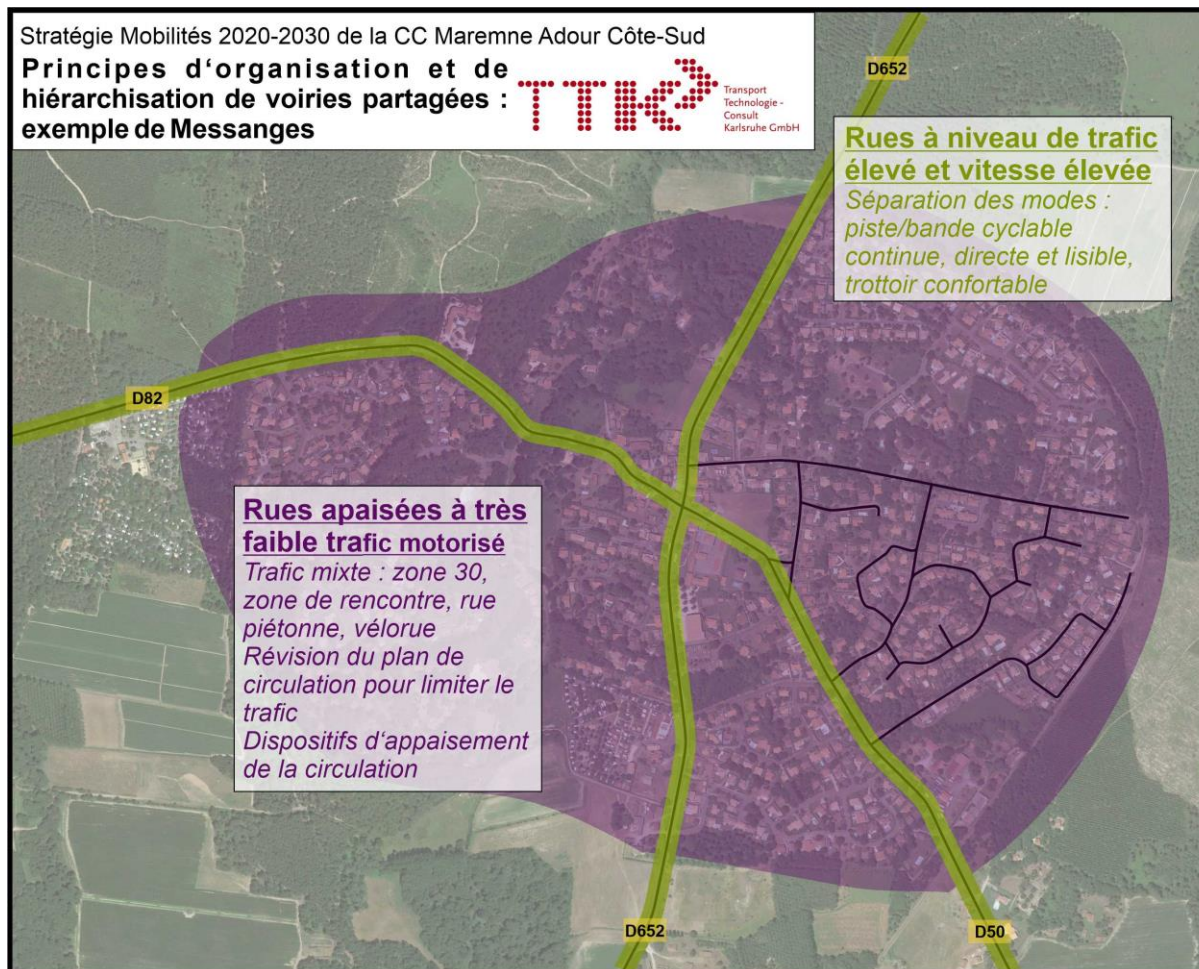 Stratégie Mobilités 2020-2030 de la CC Maremne Adour Côte-Sud
Principes d'organisation et de
hiérarchisation de voiries partagées :
exemple de Messanges
TTK
Transport
Technologie -
Consult
Karlsruhe GmbH
D652
Rues à niveau de trafic
élevé et vitesse élevée
Séparation des modes :
piste/bande cyclable
continue, directe et lisible,
trottoir confortable
D82
Rues apaisées à très
faible trafic motorisé
Trafic mixte : zone 30,
zone de rencontre, rue
piétonne, vélorue
Révision du plan de
circulation pour limiter le
trafic
Dispositifs d'appaisement
de la circulation
D652
D50